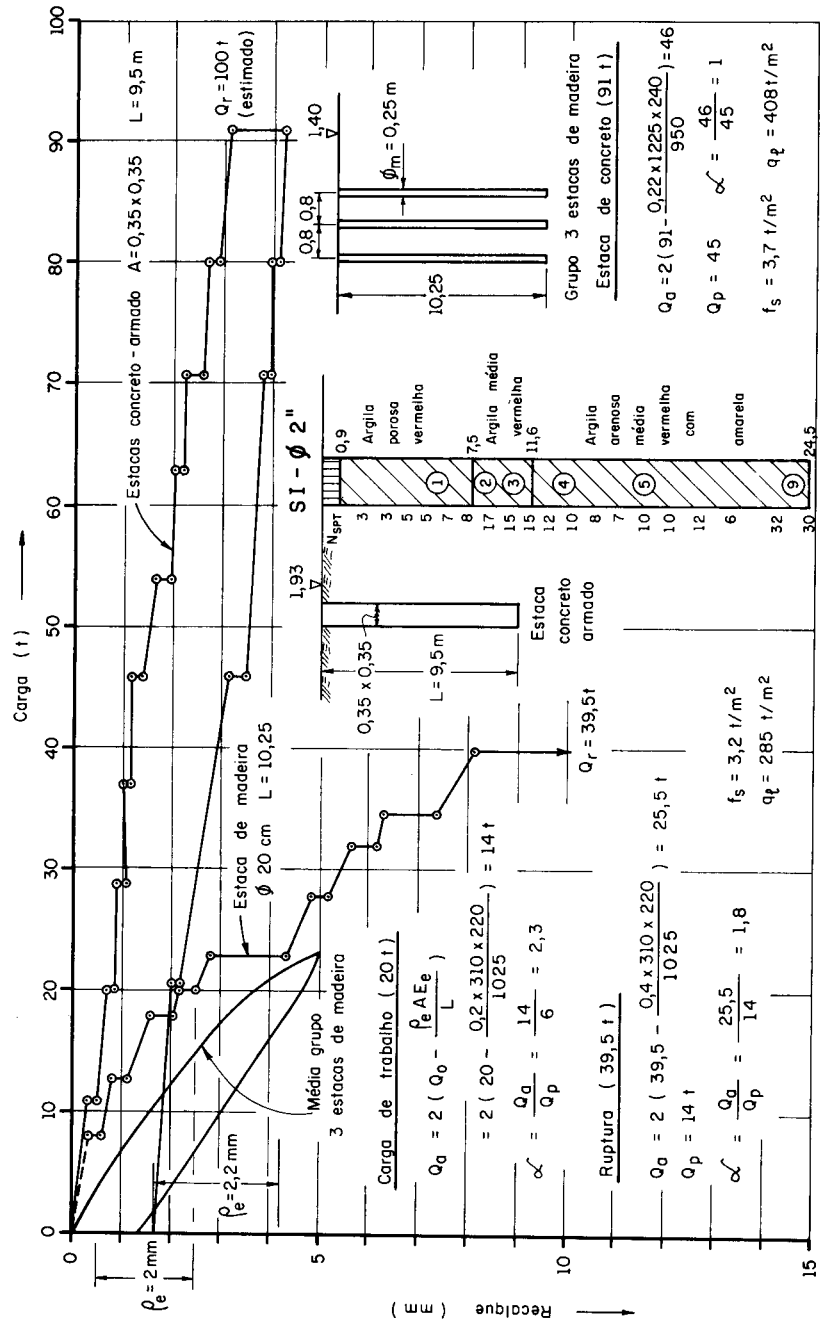 Carga (t)
0
10
20
30
40
50
60
70
80
90
100
Recalque (mm)
0
5
10
15
ρe = 2 mm
ρe = 2,2 mm
Estacas concreto - armado A = 0,35 x 0,35 L = 9,5 m
Qr = 100 t
(estimado)
Estaca de madeira
ϕ 20 cm L = 10,25
Média grupo
3 estacas de madeira
Qr = 39,5 t
Carga de trabalho (20 t)
Qa = 2 ( Qo - ρe A Ee / L )
= 2 ( 20 - 0,2 x 310 x 220 / 1025 ) = 14 t
α = Qa / Qp = 14 / 6 = 2,3
Ruptura (39,5 t)
Qa = 2 ( 39,5 - 0,4 x 310 x 220 / 1025 ) = 25,5 t
Qp = 14 t
α = Qa / Qp = 25,5 / 14 = 1,8
fs = 3,2 t/m²
qℓ = 285 t/m²
1,93
0,35 x 0,35
L = 9,5 m
Estaca
concreto
armado
SI - ϕ 2"
NSPT
0,9
3
3
5
5
7
8
17
15
15
12
10
8
7
10
10
12
6
32
30
1
2
3
4
5
9
Argila
porosa
vermelha
7,5
Argila média
vermelha
11,6
Argila
arenosa
média
vermelha
com
amarela
24,5
1,40
0,8
0,8
ϕm = 0,25 m
10,25
Grupo 3 estacas de madeira
Estaca de concreto (91 t)
Qa = 2 ( 91 - 0,22 x 1225 x 240 / 950 ) = 46
Qp = 45 α = 46 / 45 = 1
fs = 3,7 t/m² qℓ = 408 t/m²